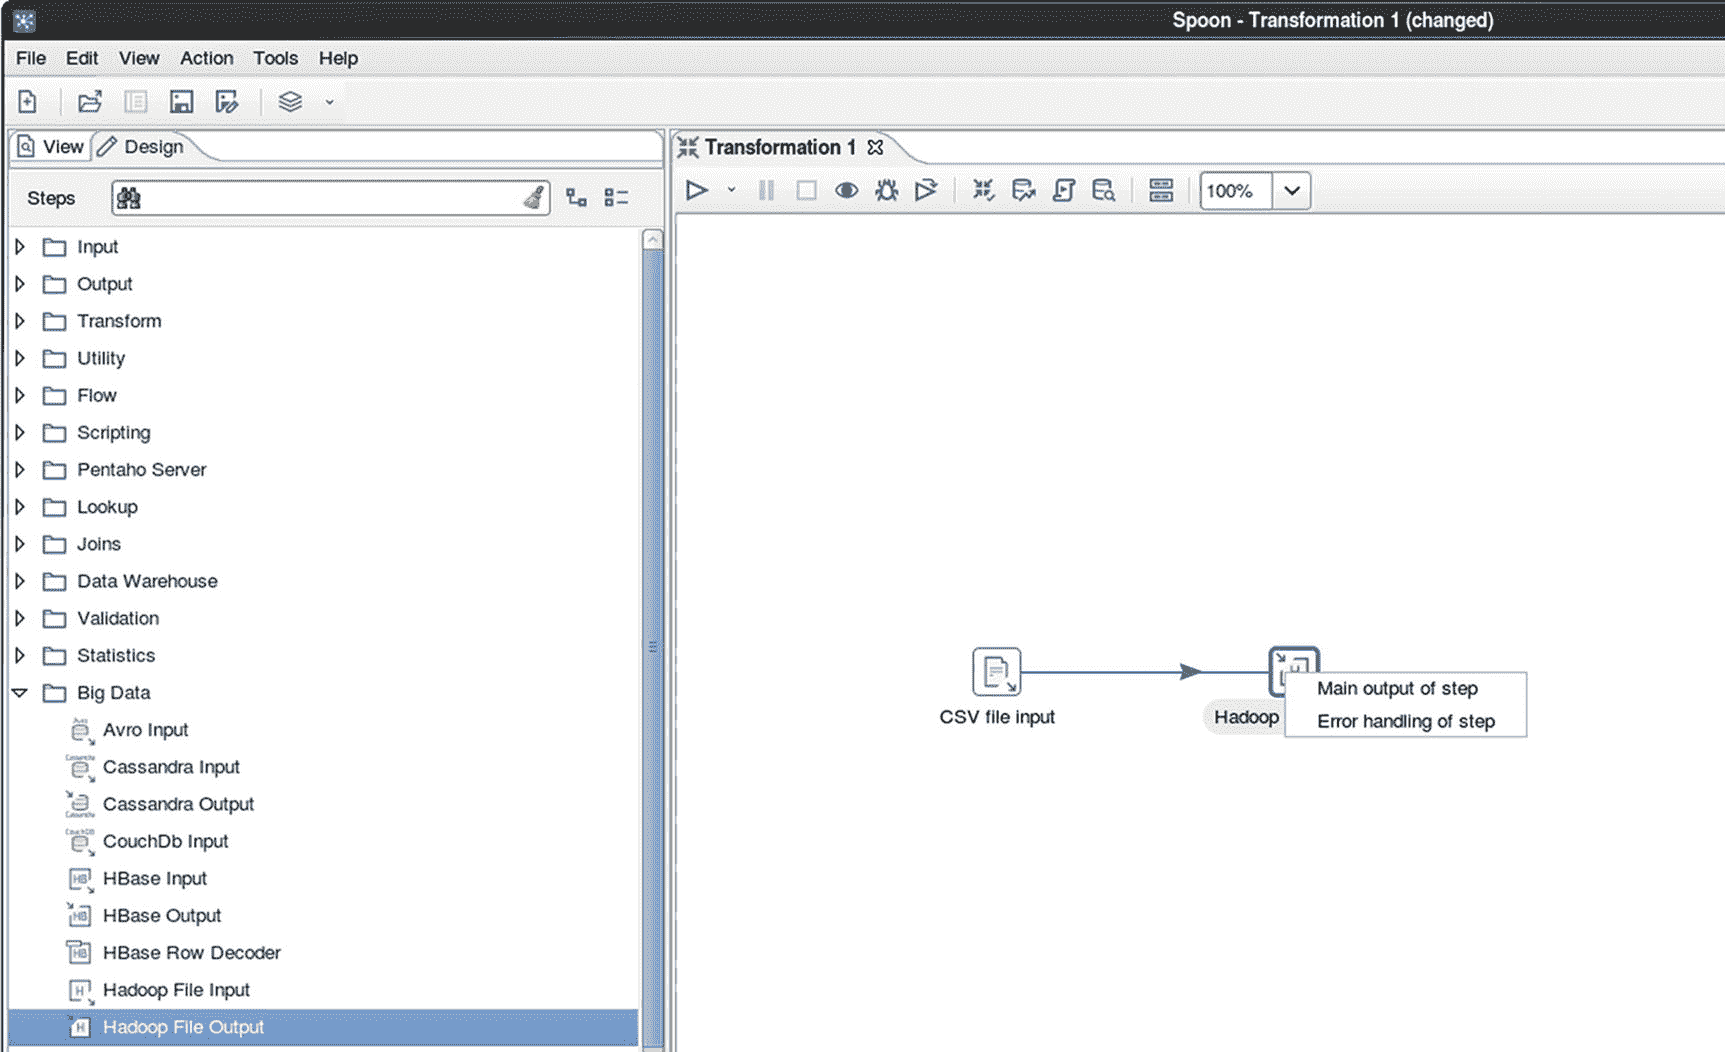 Spoon - Transformation 1 (changed)
File Edit View Action Tools Help
View Design
Transformation 1
Steps
100%
Input
Output
Transform
Utility
Flow
Scripting
Pentaho Server
Lookup
Joins
Data Warehouse
Validation
Statistics
Big Data
Avro Input
Cassandra Input
Cassandra Output
CouchDb Input
HBase Input
HBase Output
HBase Row Decoder
Hadoop File Input
Hadoop File Output
CSV file input
Hadoop
Main output of step
Error handling of step